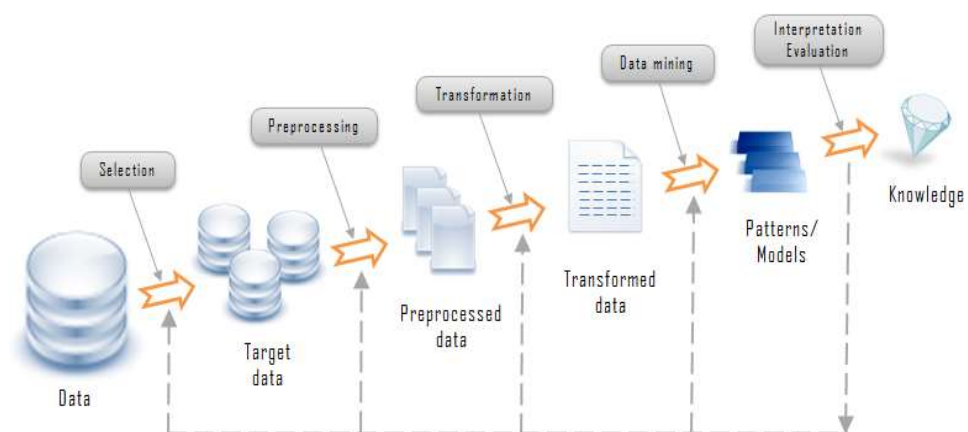 Interpretation
Evaluation
Data mining
Transformation
Preprocessing
Selection
Knowledge
Patterns/
Models
Transformed
data
Preprocessed
data
Target
data
Data